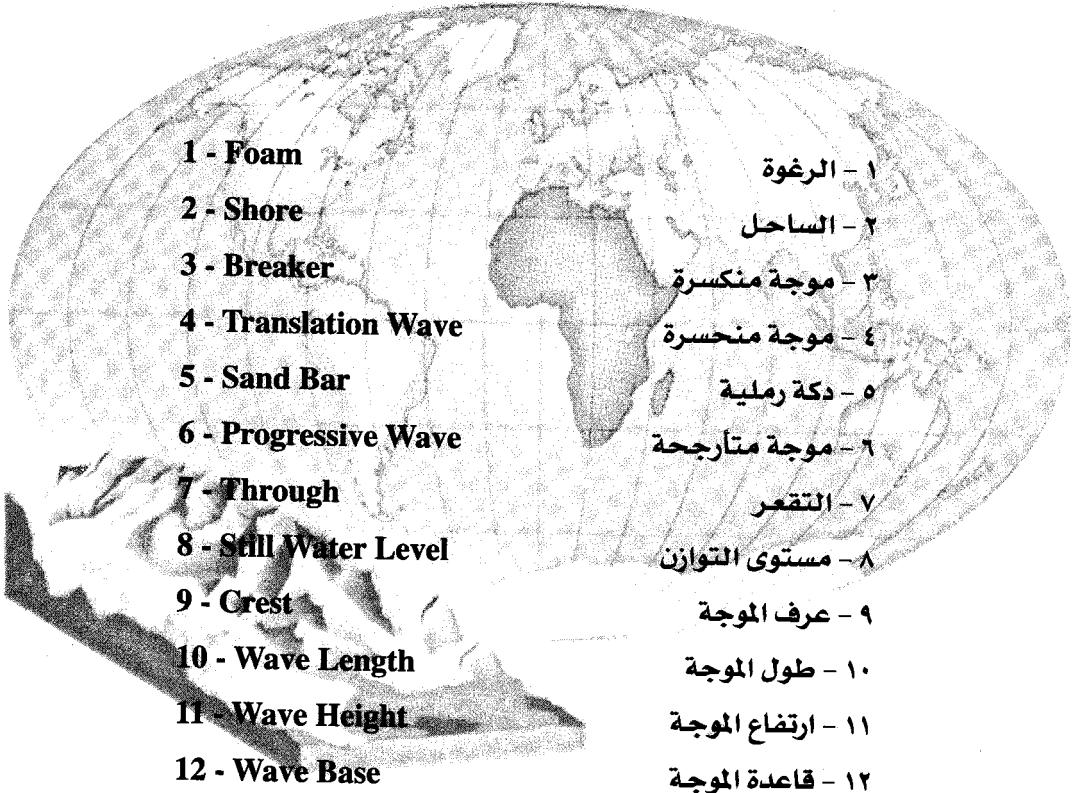 1 - Foam ١ - الرغوة
2 - Shore ٢ - الساحل
3 - Breaker ٣ - موجة منكسرة
4 - Translation Wave ٤ - موجة منحسرة
5 - Sand Bar ٥ - دكة رملية
6 - Progressive Wave ٦ - موجة متأرجحة
7 - Through ٧ - التقعر
8 - Still Water Level ٨ - مستوى التوازن
9 - Crest ٩ - عرف الموجة
10 - Wave Length ١٠ - طول الموجة
11 - Wave Height ١١ - ارتفاع الموجة
12 - Wave Base ١٢ - قاعدة الموجة